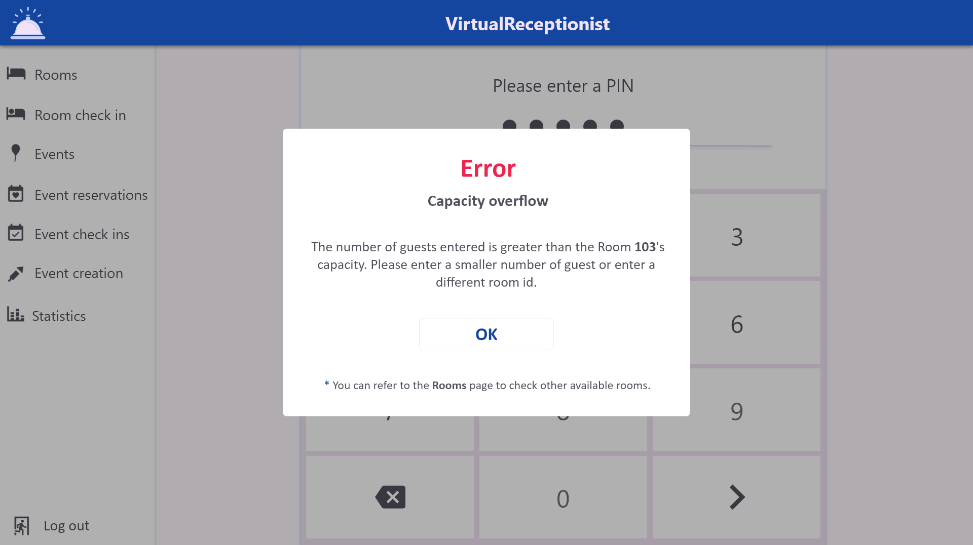 VirtualReceptionist
Rooms
Room check in
Events
Event reservations
Event check ins
Event creation
Statistics
Log out
Please enter a PIN
Error
Capacity overflow
The number of guests entered is greater than the Room 103's
capacity. Please enter a smaller number of guest or enter a
different room id.
OK
* You can refer to the Rooms page to check other available rooms.
3
6
9
0